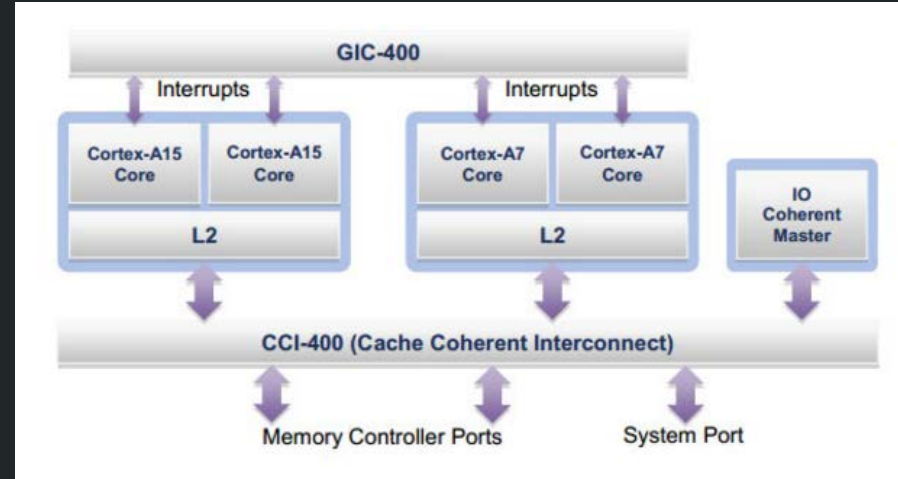 GIC-400
Interrupts
Interrupts
Cortex-A15
Core
Cortex-A15
Core
L2
Cortex-A7
Core
Cortex-A7
Core
L2
IO
Coherent
Master
CCI-400 (Cache Coherent Interconnect)
Memory Controller Ports
System Port